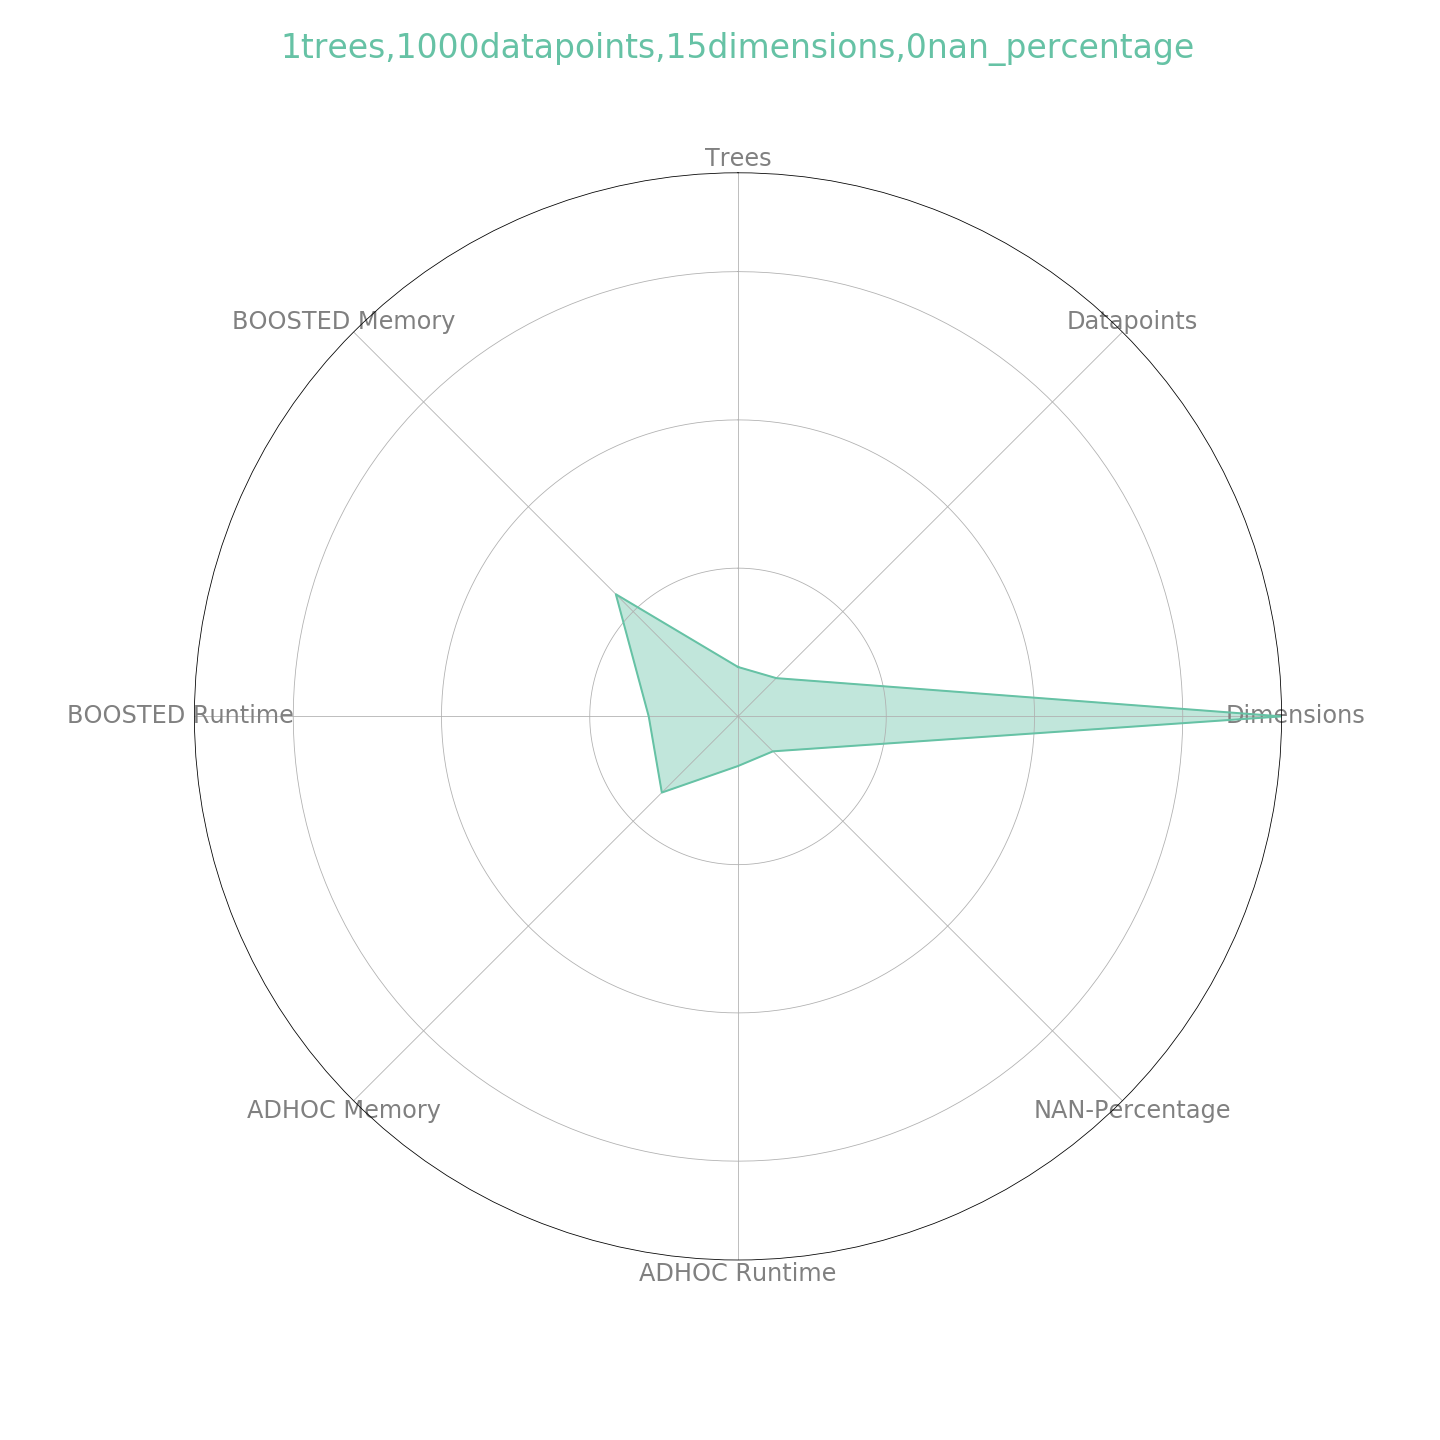 1trees,1000datapoints,15dimensions,0nan_percentage
Trees
BOOSTED Memory
Datapoints
BOOSTED Runtime
Dimensions
ADHOC Memory
NAN-Percentage
ADHOC Runtime